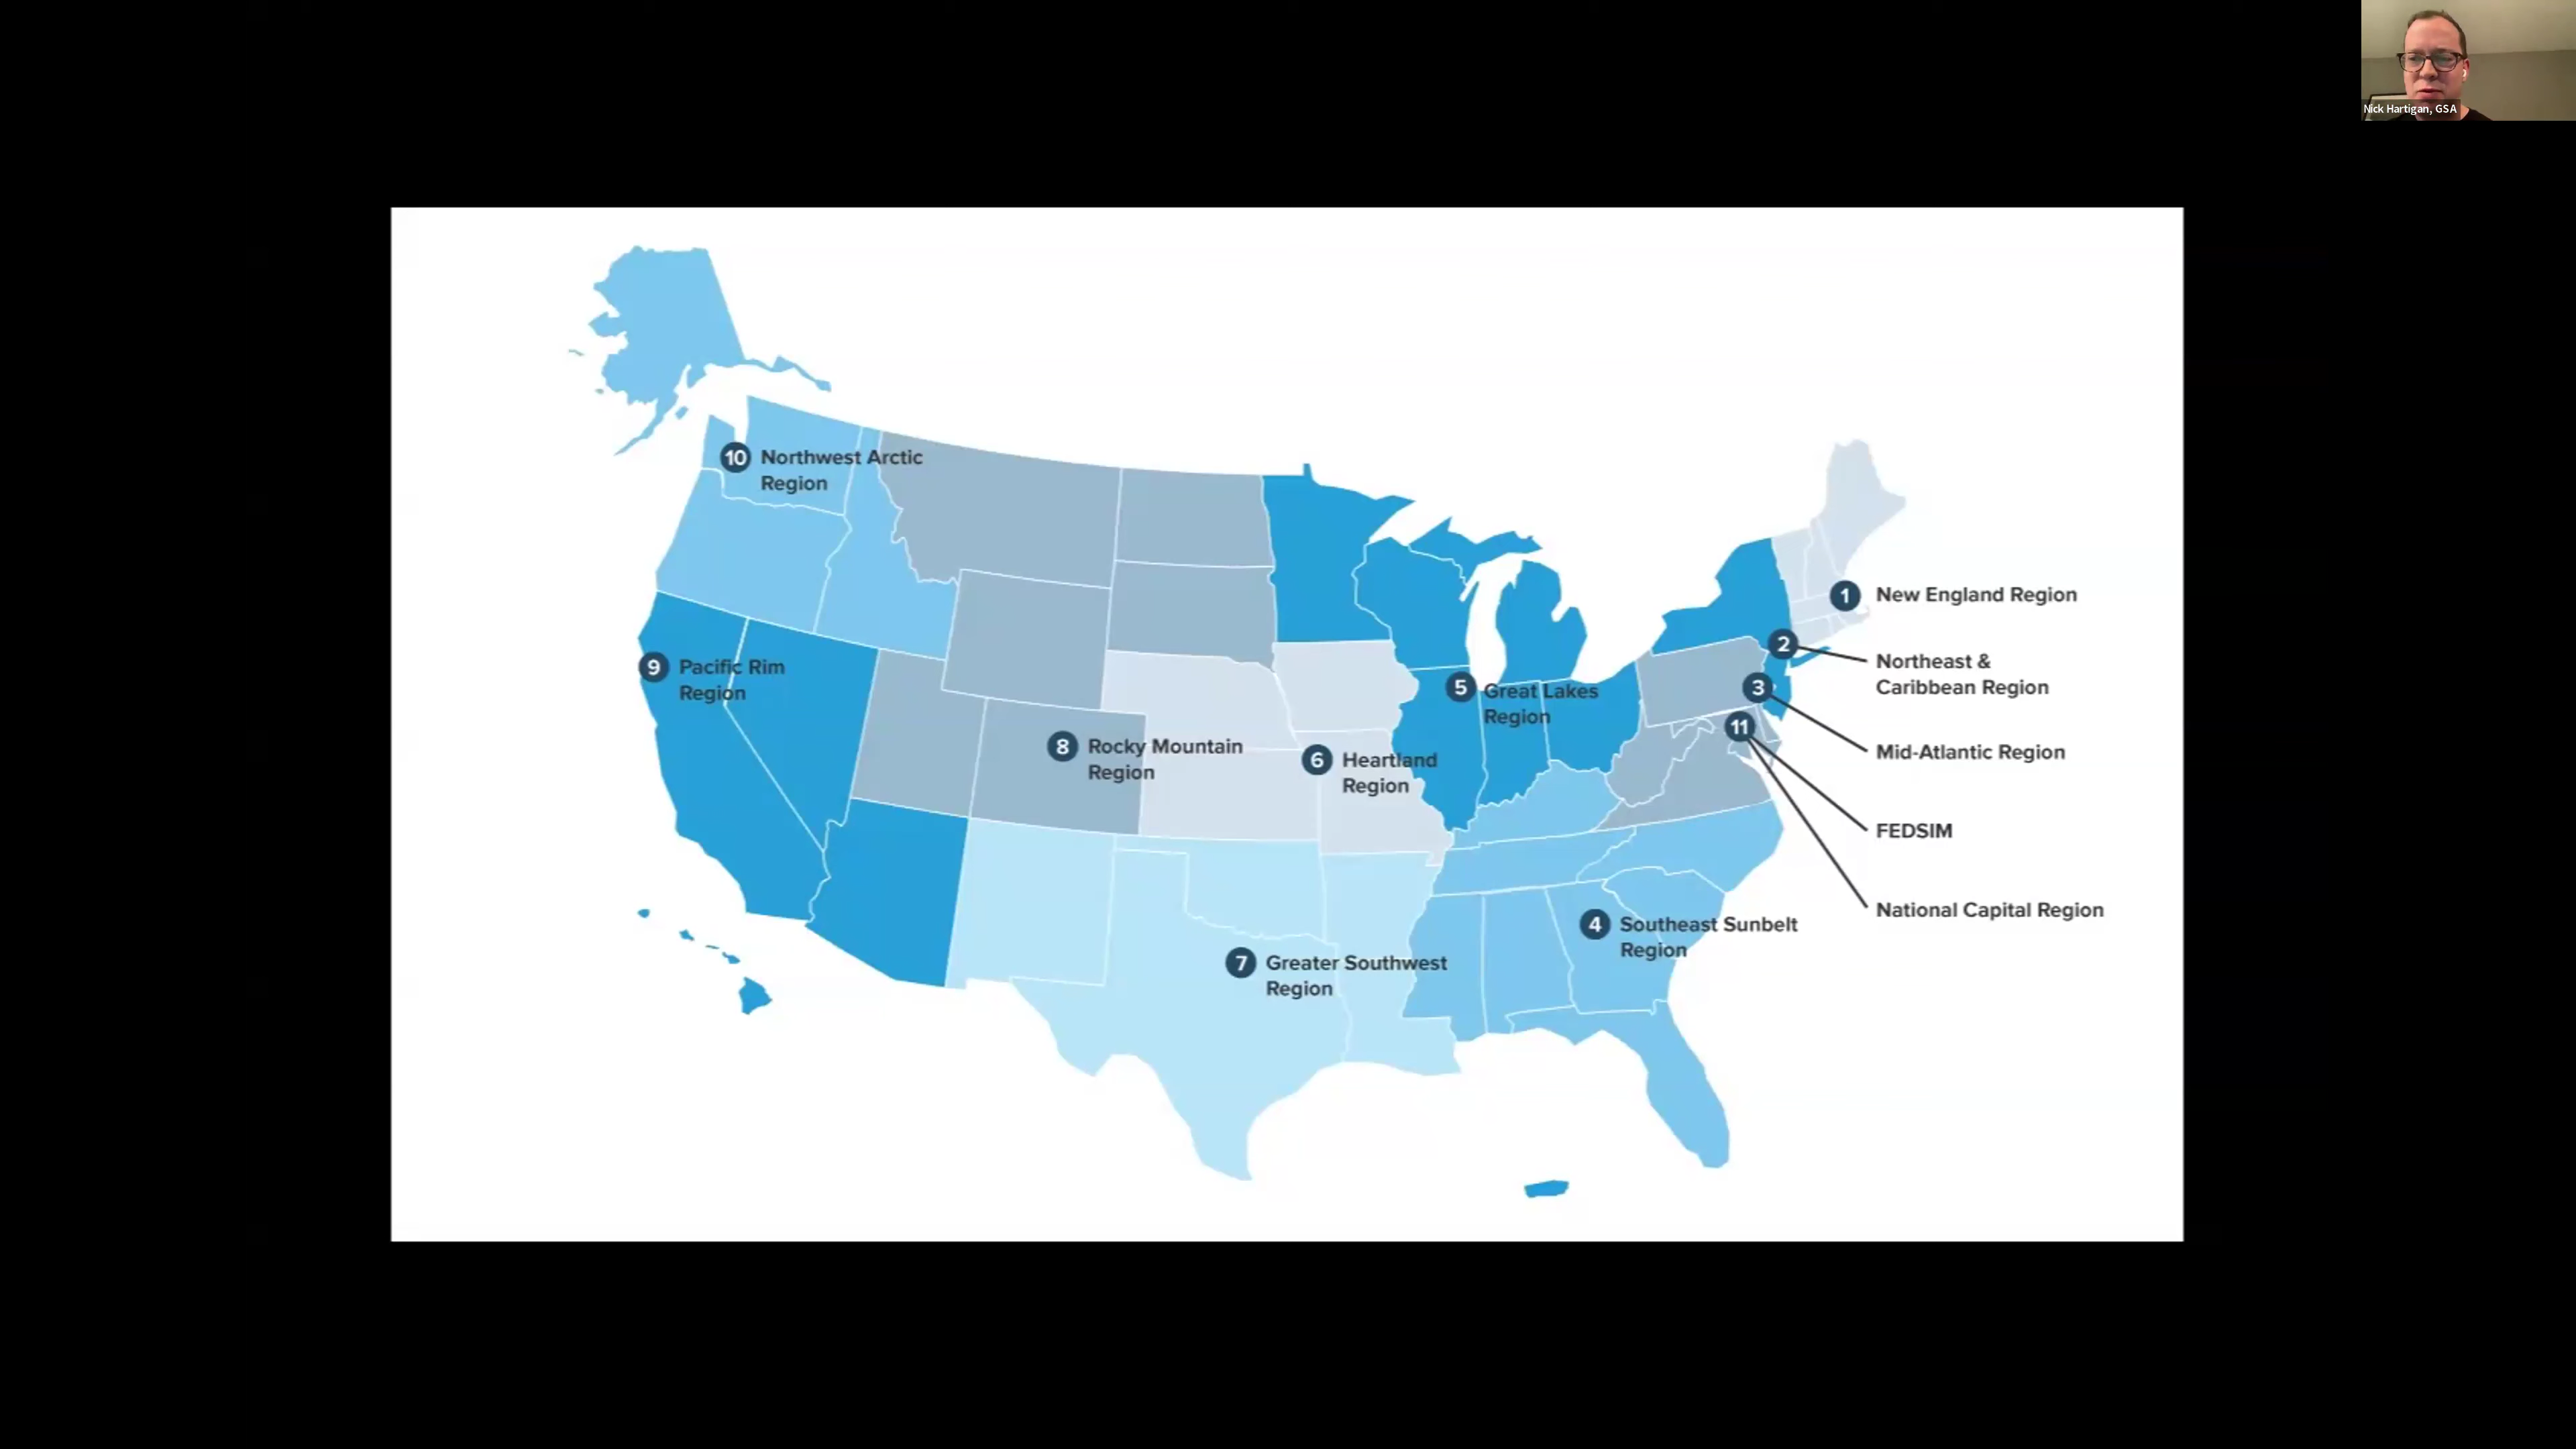 Nick Hartigan, GSA
10 Northwest Arctic
Region
9 Pacific Rim
Region
8 Rocky Mountain
Region
6 Heartland
Region
5 Great Lakes
Region
7 Greater Southwest
Region
4 Southeast Sunbelt
Region
1 New England Region
2 Northeast &
Caribbean Region
3 Mid-Atlantic Region
11 FEDSIM
National Capital Region